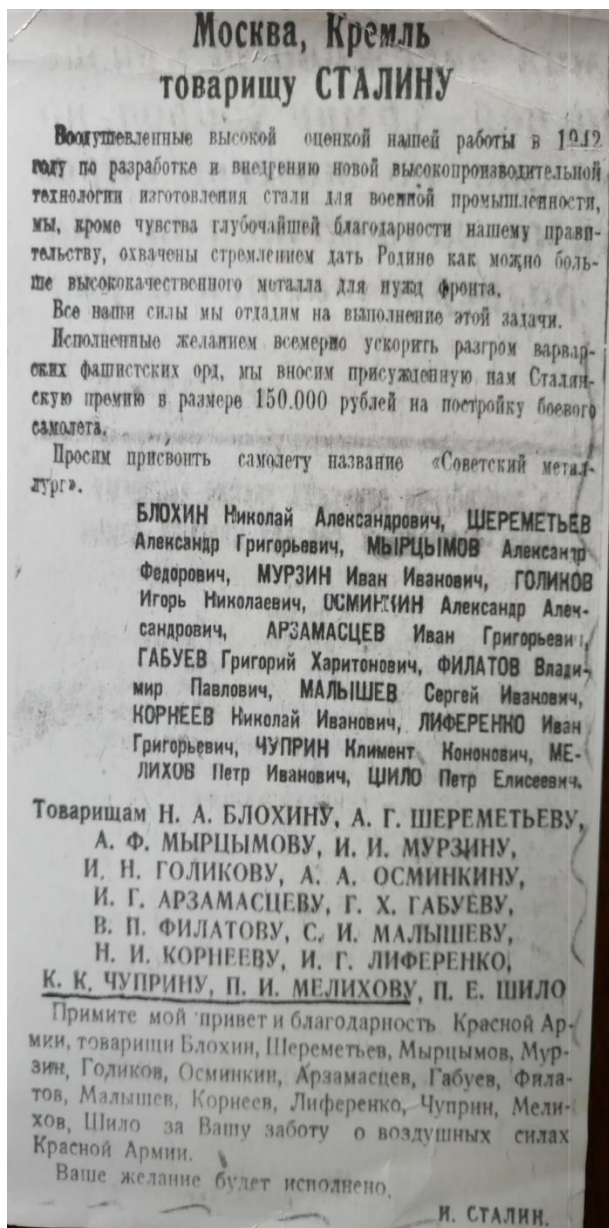 Москва, Кремль
товарищу СТАЛИНУ
Воодушевленные высокой оценкой нашей работы в 1942
году по разработке и внедрению новой высокопроизводительной
технологии изготовления стали для военной промышленности,
мы, кроме чувства глубочайшей благодарности нашему прави-
тельству, охвачены стремлением дать Родине как можно боль-
ше высококачественного металла для нужд фронта.
Все наши силы мы отдадим на выполнение этой задачи.
Исполненные желанием всемерно ускорить разгром варвар-
ских фашистских орд, мы вносим присужденную нам Сталин-
скую премию в размере 150.000 рублей на постройку боевого
самолета.
Просим присвоить самолету название «Советский метал-
лург».
БЛОХИН Николай Александрович, ШЕРЕМЕТЬЕВ
Александр Григорьевич, МЫРЦЫМОВ Александр
Федорович, МУРЗИН Иван Иванович, ГОЛИКОВ
Игорь Николаевич, ОСМИНКИН Александр Алек-
сандрович, АРЗАМАСЦЕВ Иван Григорьевич,
ГАБУЕВ Григорий Харитонович, ФИЛАТОВ Влади-
мир Павлович, МАЛЫШЕВ Сергей Иванович,
КОРНЕЕВ Николай Иванович, ЛИФЕРЕНКО Иван
Григорьевич, ЧУПРИН Климент Кононович, МЕ-
ЛИХОВ Петр Иванович, ШИЛО Петр Елисеевич.
Товарищам Н. А. БЛОХИНУ, А. Г. ШЕРЕМЕТЬЕВУ,
А. Ф. МЫРЦЫМОВУ, И. И. МУРЗИНУ,
И. Н. ГОЛИКОВУ, А. А. ОСМИНКИНУ,
И. Г. АРЗАМАСЦЕВУ, Г. Х. ГАБУЕВУ,
В. П. ФИЛАТОВУ, С. И. МАЛЫШЕВУ,
Н. И. КОРНЕЕВУ, И. Г. ЛИФЕРЕНКО,
К. К. ЧУПРИНУ, П. И. МЕЛИХОВУ, П. Е. ШИЛО
Примите мой привет и благодарность Красной Ар-
мии, товарищи Блохин, Шереметьев, Мырцымов, Мур-
зин, Голиков, Осминкин, Арзамасцев, Габуев, Фила-
тов, Малышев, Корнеев, Лиференко, Чуприн, Мели-
хов, Шило за Вашу заботу о воздушных силах
Красной Армии.
Ваше желание будет исполнено.
И. СТАЛИН.